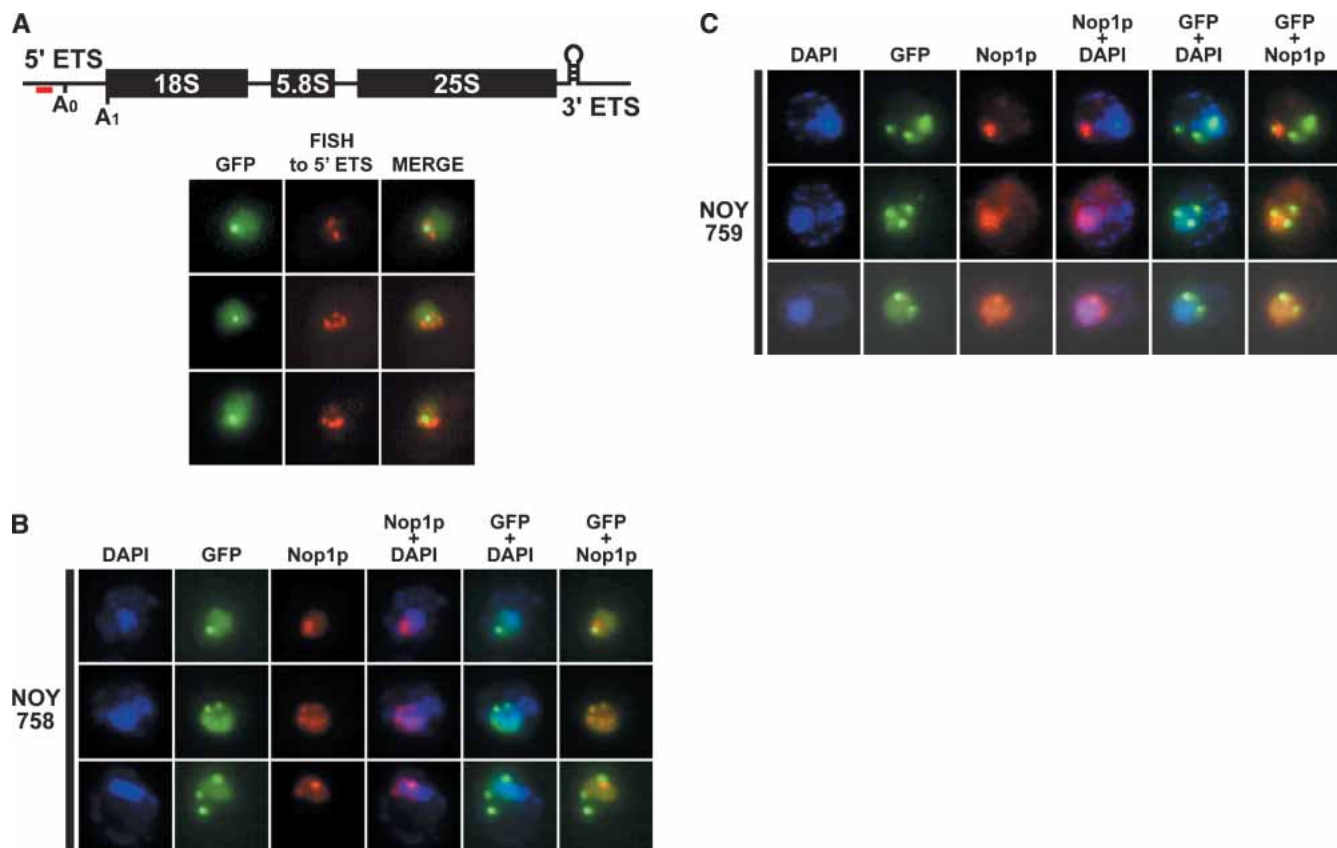 A
5' ETS
18S
5.8S
25S
A0
A1
3' ETS
GFP
FISH
to 5' ETS
MERGE
B
DAPI
GFP
Nop1p
Nop1p
+
DAPI
GFP
+
DAPI
GFP
+
Nop1p
NOY
758
C
DAPI
GFP
Nop1p
Nop1p
+
DAPI
GFP
+
DAPI
GFP
+
Nop1p
NOY
759